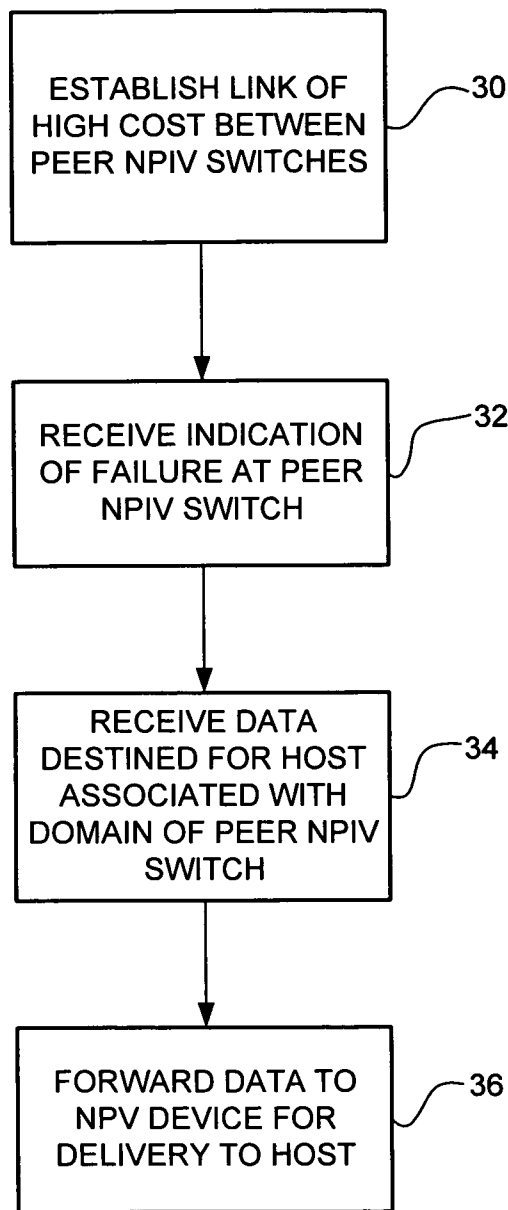 ESTABLISH LINK OF
HIGH COST BETWEEN
PEER NPIV SWITCHES
30
RECEIVE INDICATION
OF FAILURE AT PEER
NPIV SWITCH
32
RECEIVE DATA
DESTINED FOR HOST
ASSOCIATED WITH
DOMAIN OF PEER NPIV
SWITCH
34
FORWARD DATA TO
NPV DEVICE FOR
DELIVERY TO HOST
36